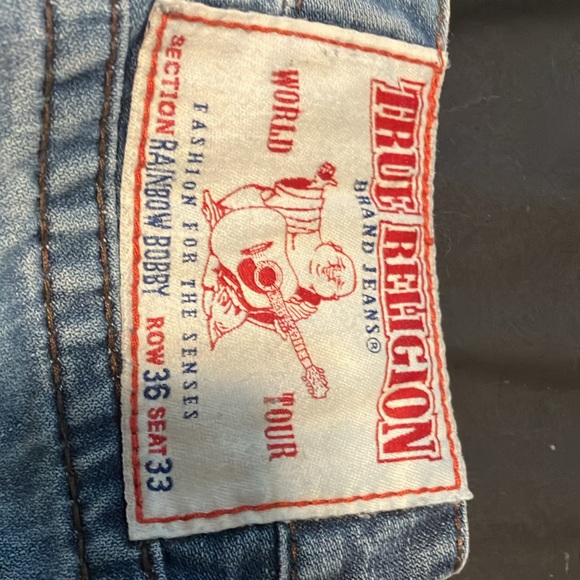 TRUE RELIGION
BRAND JEANS®
WORLD TOUR
FASHION FOR THE SENSES
SECTION RAINBOW BOBBY ROW 36 SEAT 33